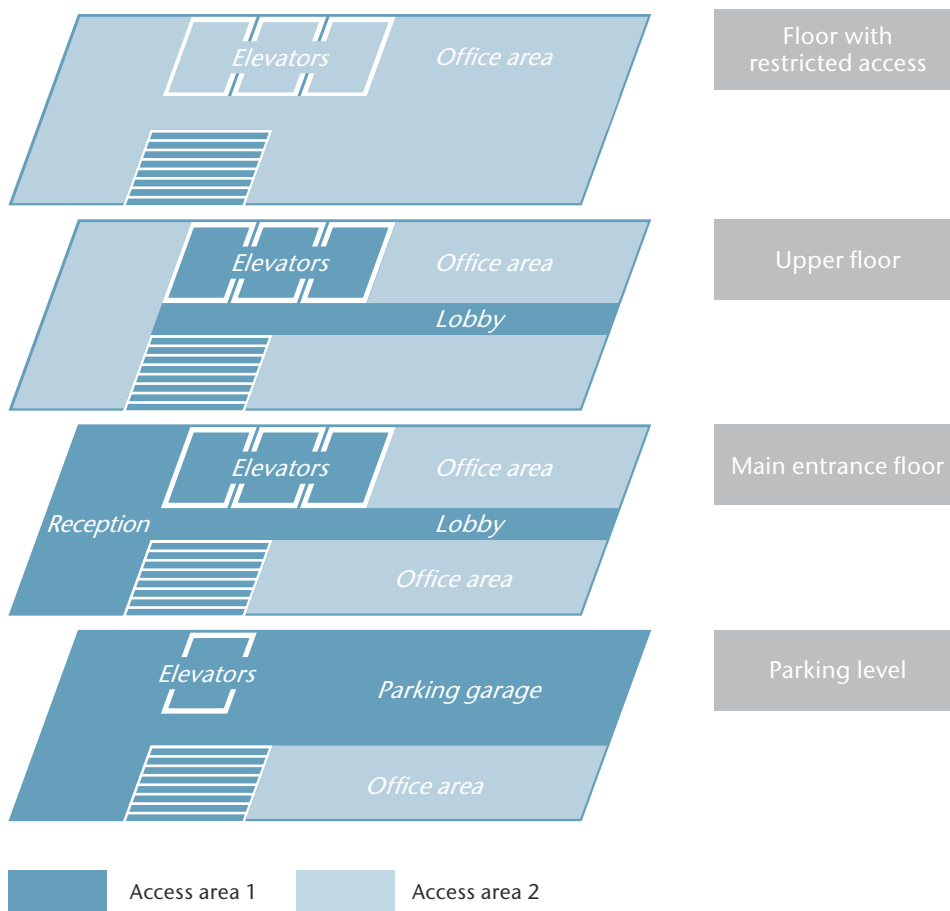 Elevators
Office area
Floor with
restricted access
Elevators
Office area
Upper floor
Lobby
Elevators
Office area
Main entrance floor
Reception
Lobby
Office area
Elevators
Parking garage
Parking level
Office area
Access area 1
Access area 2